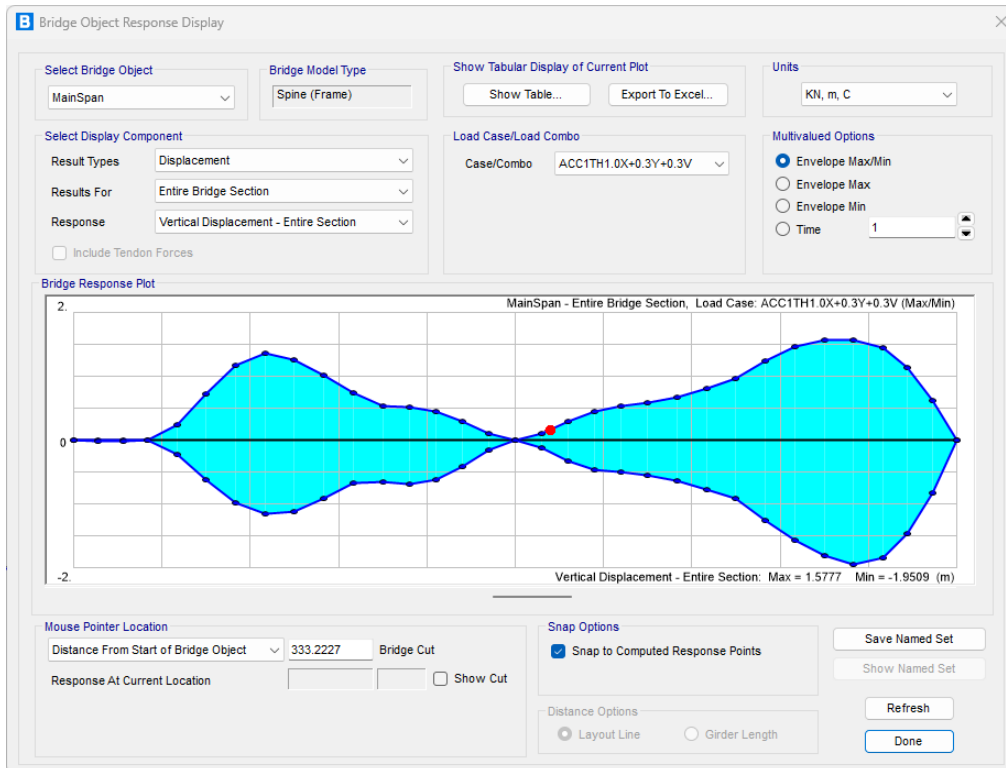 B Bridge Object Response Display
Select Bridge Object
MainSpan
Bridge Model Type
Spine (Frame)
Show Tabular Display of Current Plot
Show Table...
Export To Excel...
Units
KN, m, C
Select Display Component
Result Types
Displacement
Results For
Entire Bridge Section
Response
Vertical Displacement - Entire Section
Include Tendon Forces
Load Case/Load Combo
Case/Combo
ACC1TH1.0X+0.3Y+0.3V
Multivalued Options
Envelope Max/Min
Envelope Max
Envelope Min
Time
1
Bridge Response Plot
2.
MainSpan - Entire Bridge Section, Load Case: ACC1TH1.0X+0.3Y+0.3V (Max/Min)
0
-2.
Vertical Displacement - Entire Section: Max = 1.5777 Min = -1.9509 (m)
Mouse Pointer Location
Distance From Start of Bridge Object
333.2227
Bridge Cut
Response At Current Location
Show Cut
Snap Options
Snap to Computed Response Points
Distance Options
Layout Line
Girder Length
Save Named Set
Show Named Set
Refresh
Done